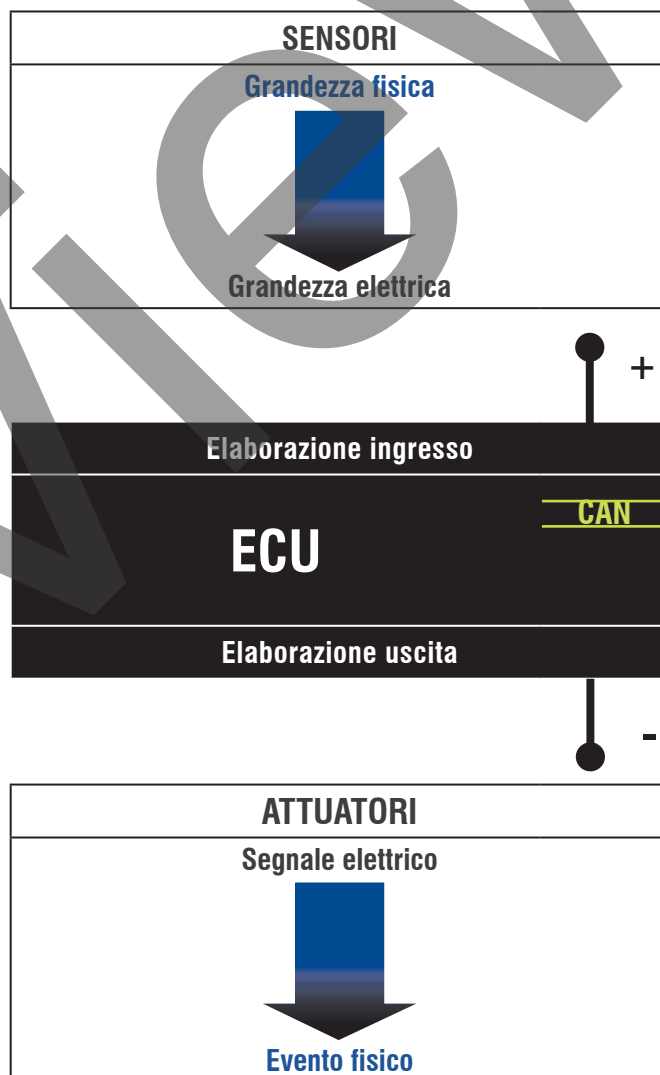 SENSORI
Grandezza fisica
Grandezza elettrica
+
Elaborazione ingresso
CAN
ECU
Elaborazione uscita
-
ATTUATORI
Segnale elettrico
Evento fisico